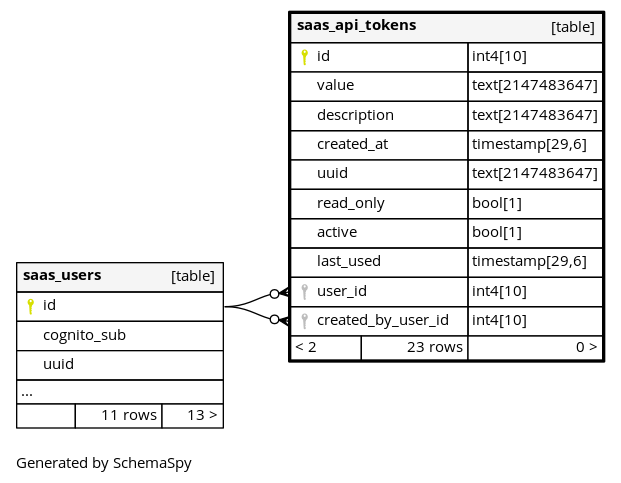 saas_api_tokens [table]
id int4[10]
value text[2147483647]
description text[2147483647]
created_at timestamp[29,6]
uuid text[2147483647]
read_only bool[1]
active bool[1]
last_used timestamp[29,6]
user_id int4[10]
created_by_user_id int4[10]
< 2 23 rows 0 >
saas_users [table]
id
cognito_sub
uuid
...
11 rows 13 >
Generated by SchemaSpy